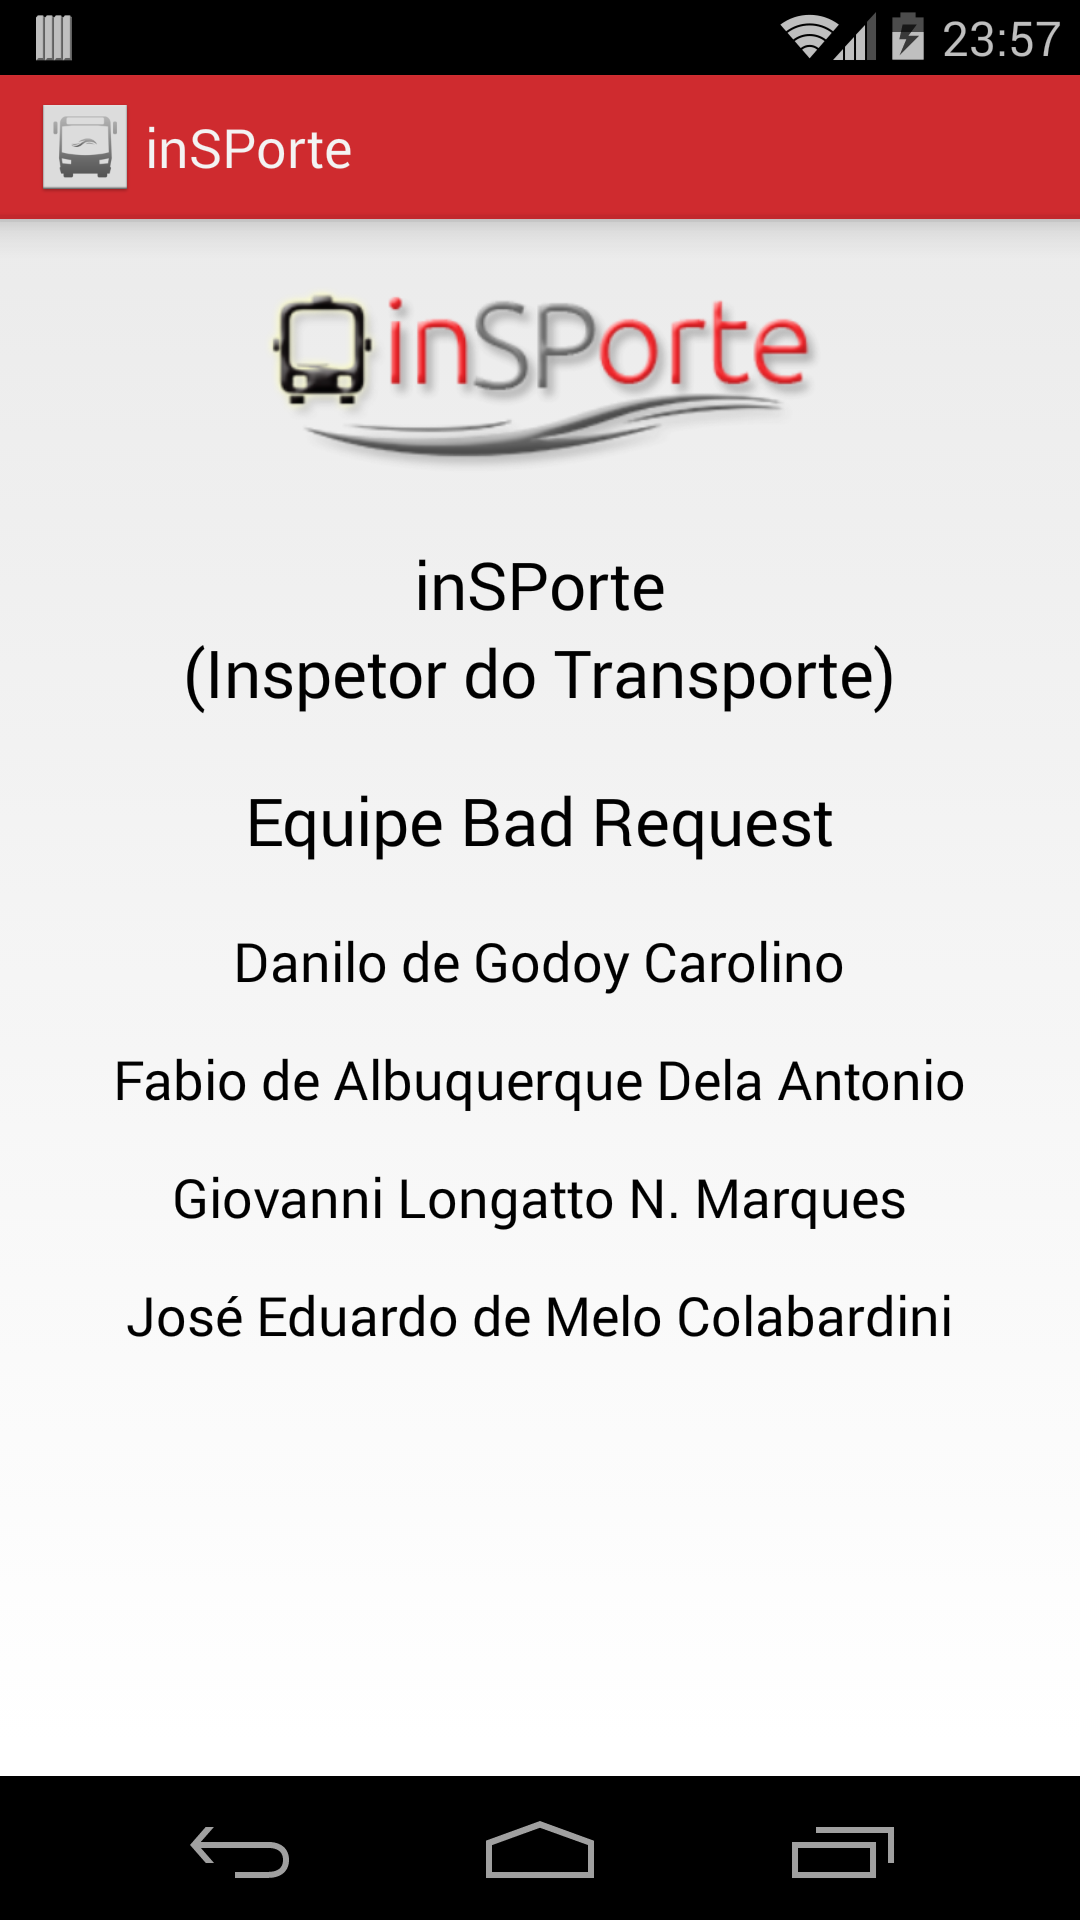 23:57
inSPorte
inSPorte
inSPorte
(Inspetor do Transporte)
Equipe Bad Request
Danilo de Godoy Carolino
Fabio de Albuquerque Dela Antonio
Giovanni Longatto N. Marques
José Eduardo de Melo Colabardini